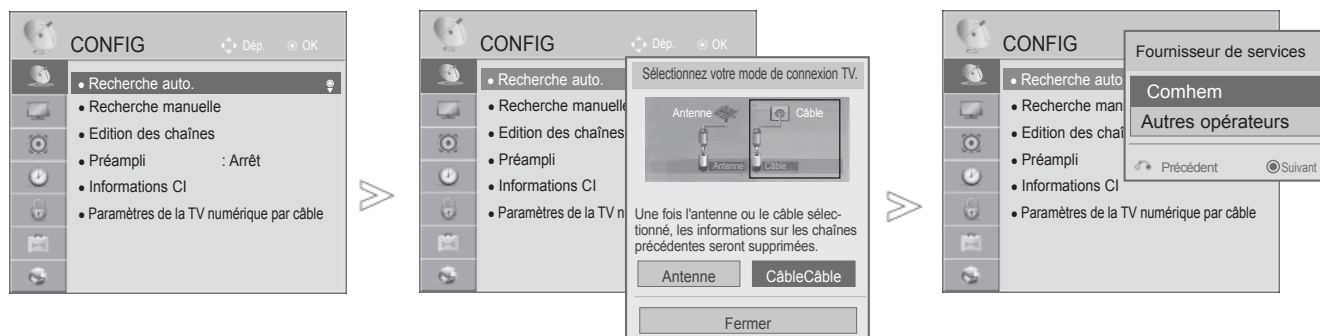 CONFIG
Dép. OK
• Recherche auto.
• Recherche manuelle
• Edition des chaînes
• Préampli : Arrêt
• Informations CI
• Paramètres de la TV numérique par câble
CONFIG
Dép. OK
• Recherche auto.
• Recherche manuelle
• Edition des chaînes
• Préampli
• Informations CI
• Paramètres de la TV n
Sélectionnez votre mode de connexion TV.
Antenne Câble
Antenne Câble
Une fois l'antenne ou le câble sélec-
tionné, les informations sur les chaînes
précédentes seront supprimées.
Antenne CâbleCâble
Fermer
CONFIG
• Recherche auto
• Recherche man
• Edition des chaî
• Préampli
• Informations CI
• Paramètres de la TV numérique par câble
Fournisseur de services
Comhem
Autres opérateurs
Précédent Suivant